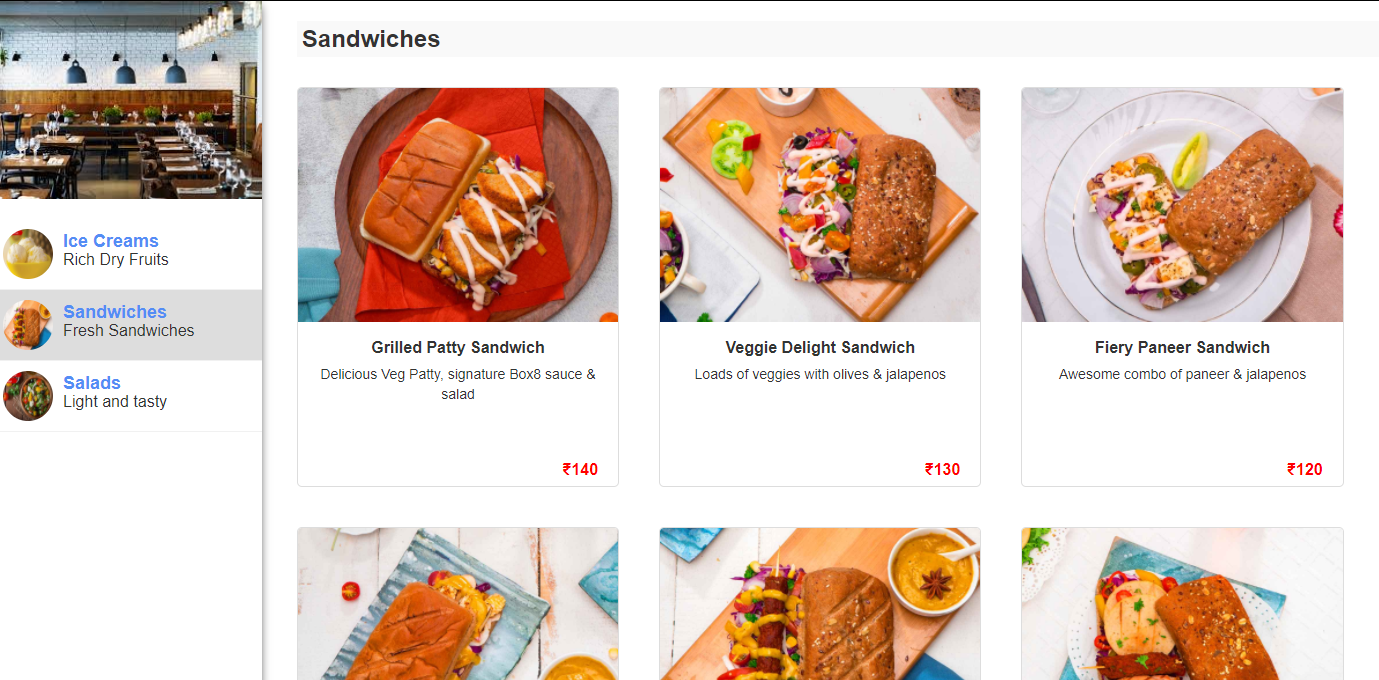 Sandwiches
Ice Creams
Rich Dry Fruits
Sandwiches
Fresh Sandwiches
Salads
Light and tasty
Grilled Patty Sandwich
Delicious Veg Patty, signature Box8 sauce &
salad
₹140
Veggie Delight Sandwich
Loads of veggies with olives & jalapenos
₹130
Fiery Paneer Sandwich
Awesome combo of paneer & jalapenos
₹120